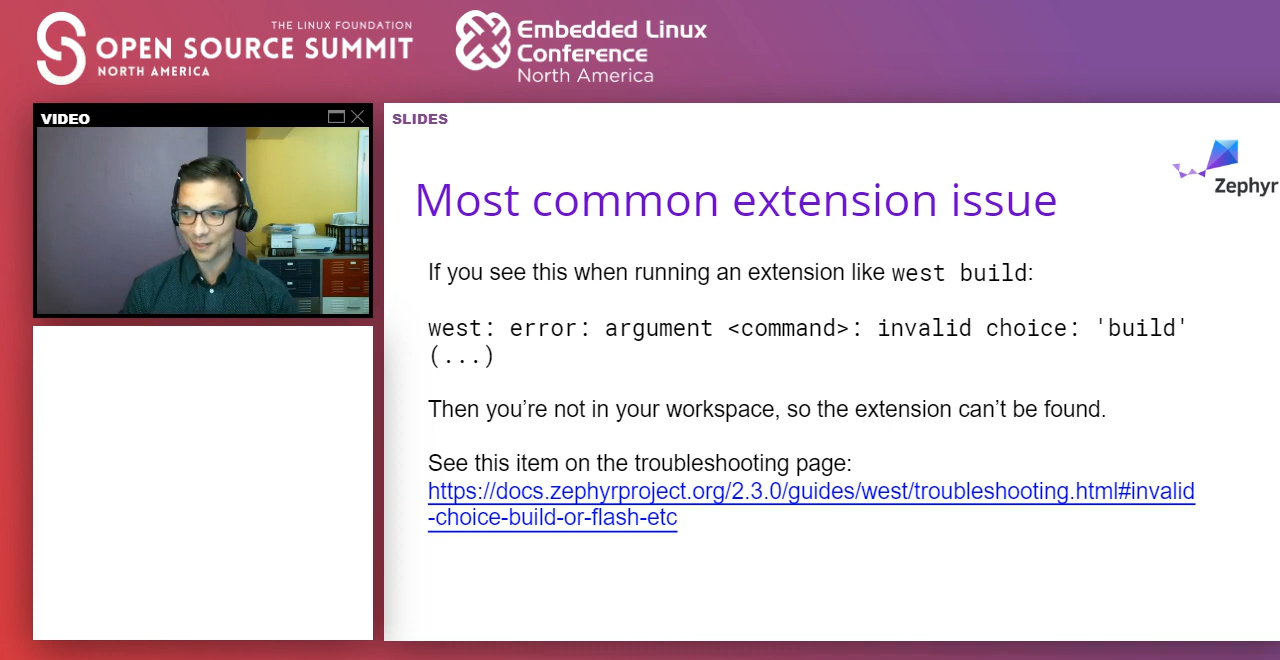 THE LINUX FOUNDATION
OPEN SOURCE SUMMIT
NORTH AMERICA
Embedded Linux
Conference
North America
VIDEO
SLIDES
Zephyr
Most common extension issue
If you see this when running an extension like west build:
west: error: argument <command>: invalid choice: 'build'
(...)
Then you’re not in your workspace, so the extension can’t be found.
See this item on the troubleshooting page:
https://docs.zephyrproject.org/2.3.0/guides/west/troubleshooting.html#invalid
-choice-build-or-flash-etc